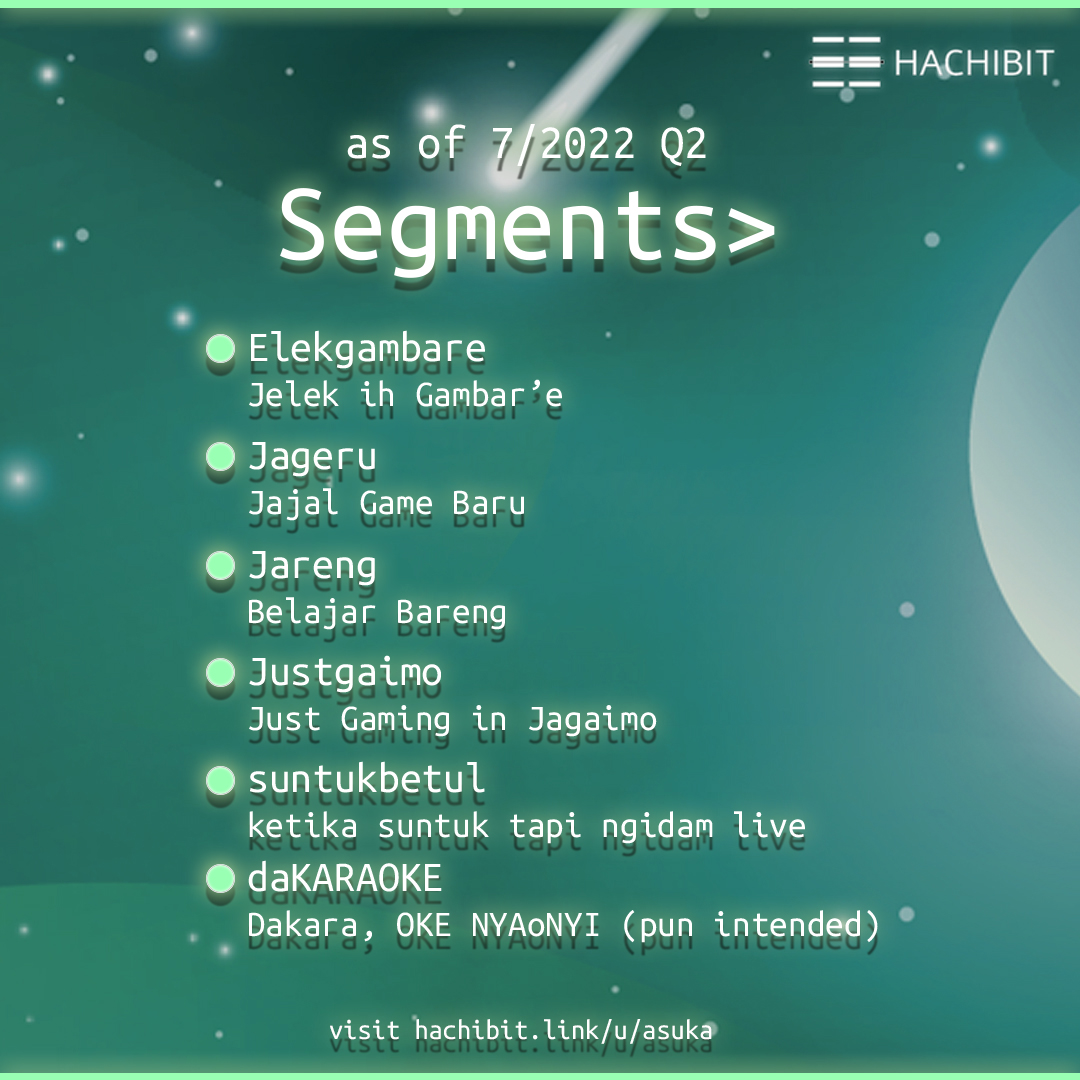 HACHIBIT
as of 7/2022 Q2
Segments>
Elekgambare
Jelek ih Gambar’e
Jageru
Jajal Game Baru
Jareng
Belajar Bareng
Justgaimo
Just Gaming in Jagaimo
suntukbetul
ketika suntuk tapi ngidam live
daKARAOKE
Dakara, OKE NYAoNYI (pun intended)
visit hachibit.link/u/asuka